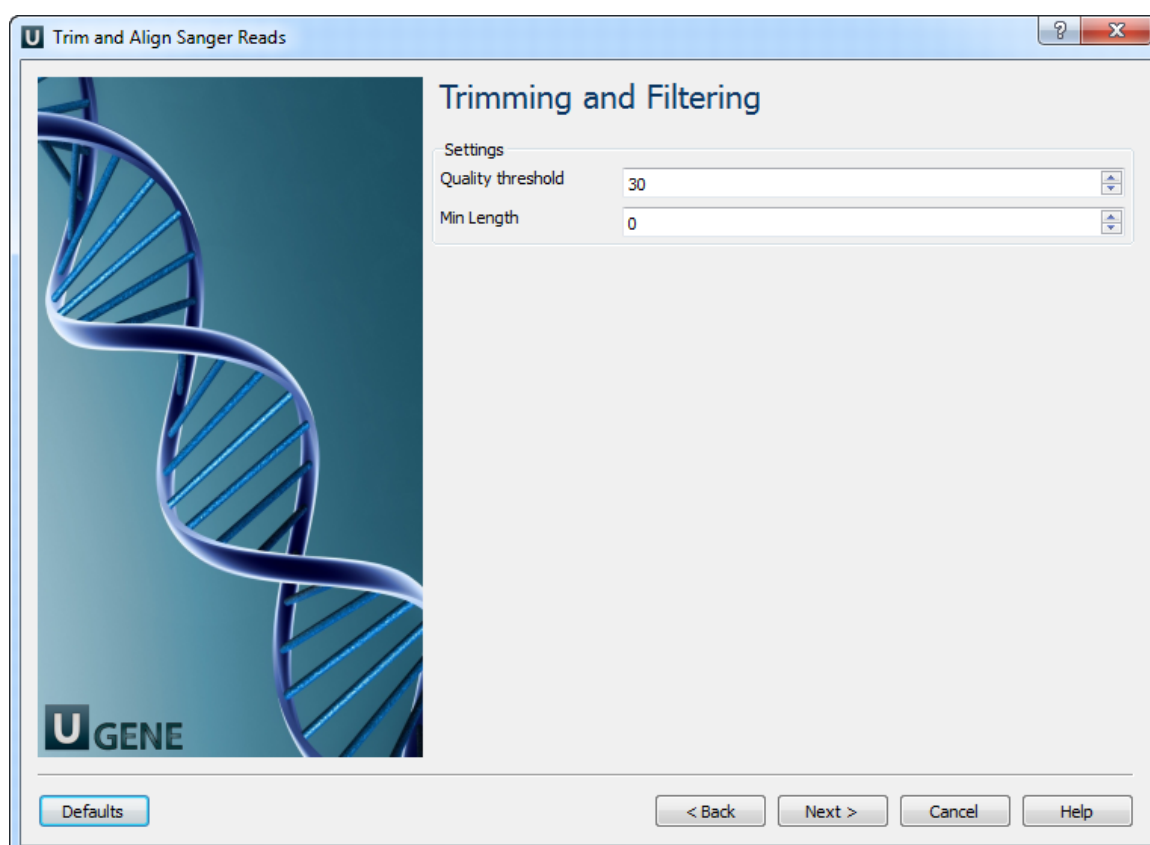 U Trim and Align Sanger Reads
? X
Trimming and Filtering
Settings
Quality threshold 30
Min Length 0
U GENE
Defaults < Back Next > Cancel Help